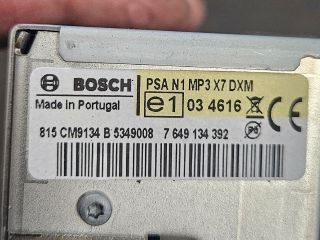 BOSCH PSA N1 MP3 X7 DXM
Made in Portugal e1 03 4616
815 CM9134 B 5349008 7 649 134 392